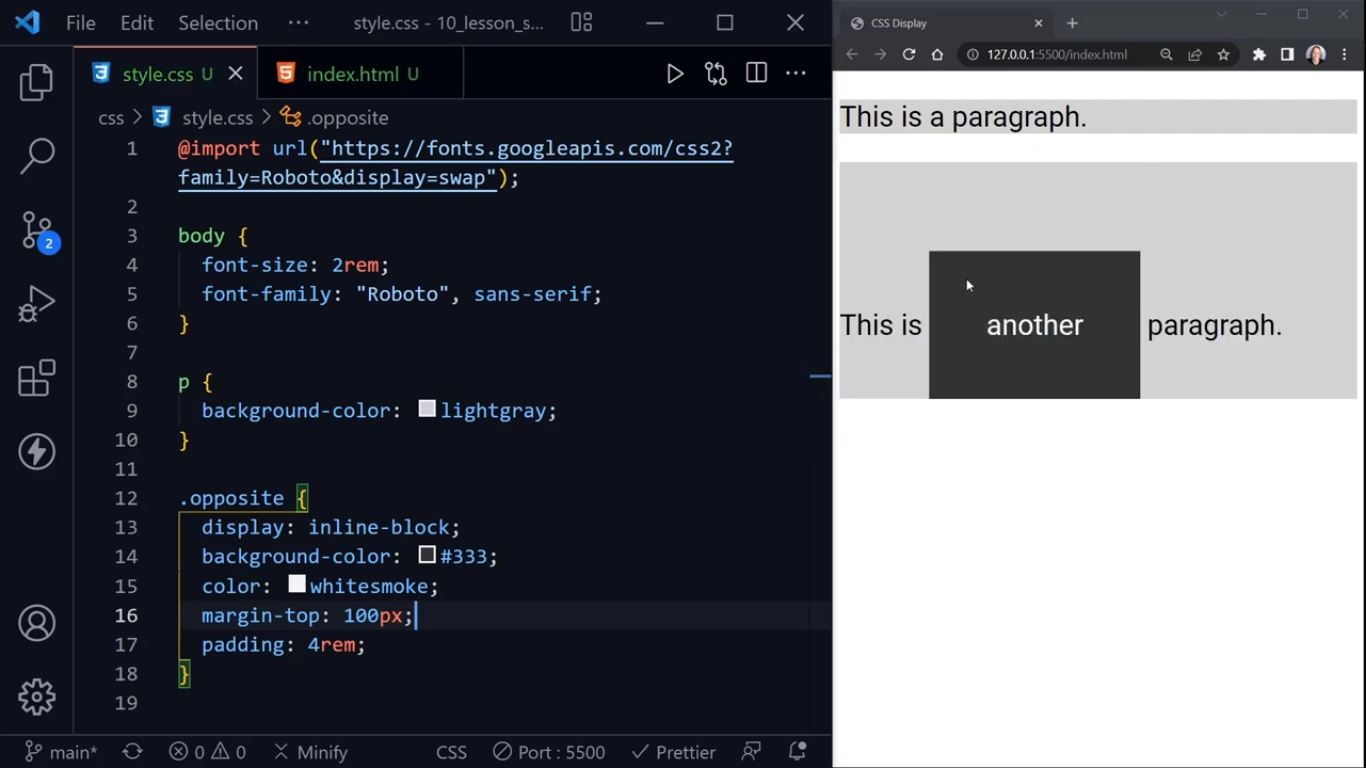 File Edit Selection ··· style.css - 10_lesson_s...
style.css U index.html U
css > style.css > .opposite
1 @import url("https://fonts.googleapis.com/css2?
family=Roboto&display=swap");
2
3 body {
4 font-size: 2rem;
5 font-family: "Roboto", sans-serif;
6 }
7
8 p {
9 background-color: lightgray;
10 }
11
12 .opposite {
13 display: inline-block;
14 background-color: #333;
15 color: whitesmoke;
16 margin-top: 100px;
17 padding: 4rem;
18 }
19
2
main* 0 0 Minify CSS Port : 5500 Prettier
CSS Display
127.0.0.1:5500/index.html
This is a paragraph.
This is another paragraph.